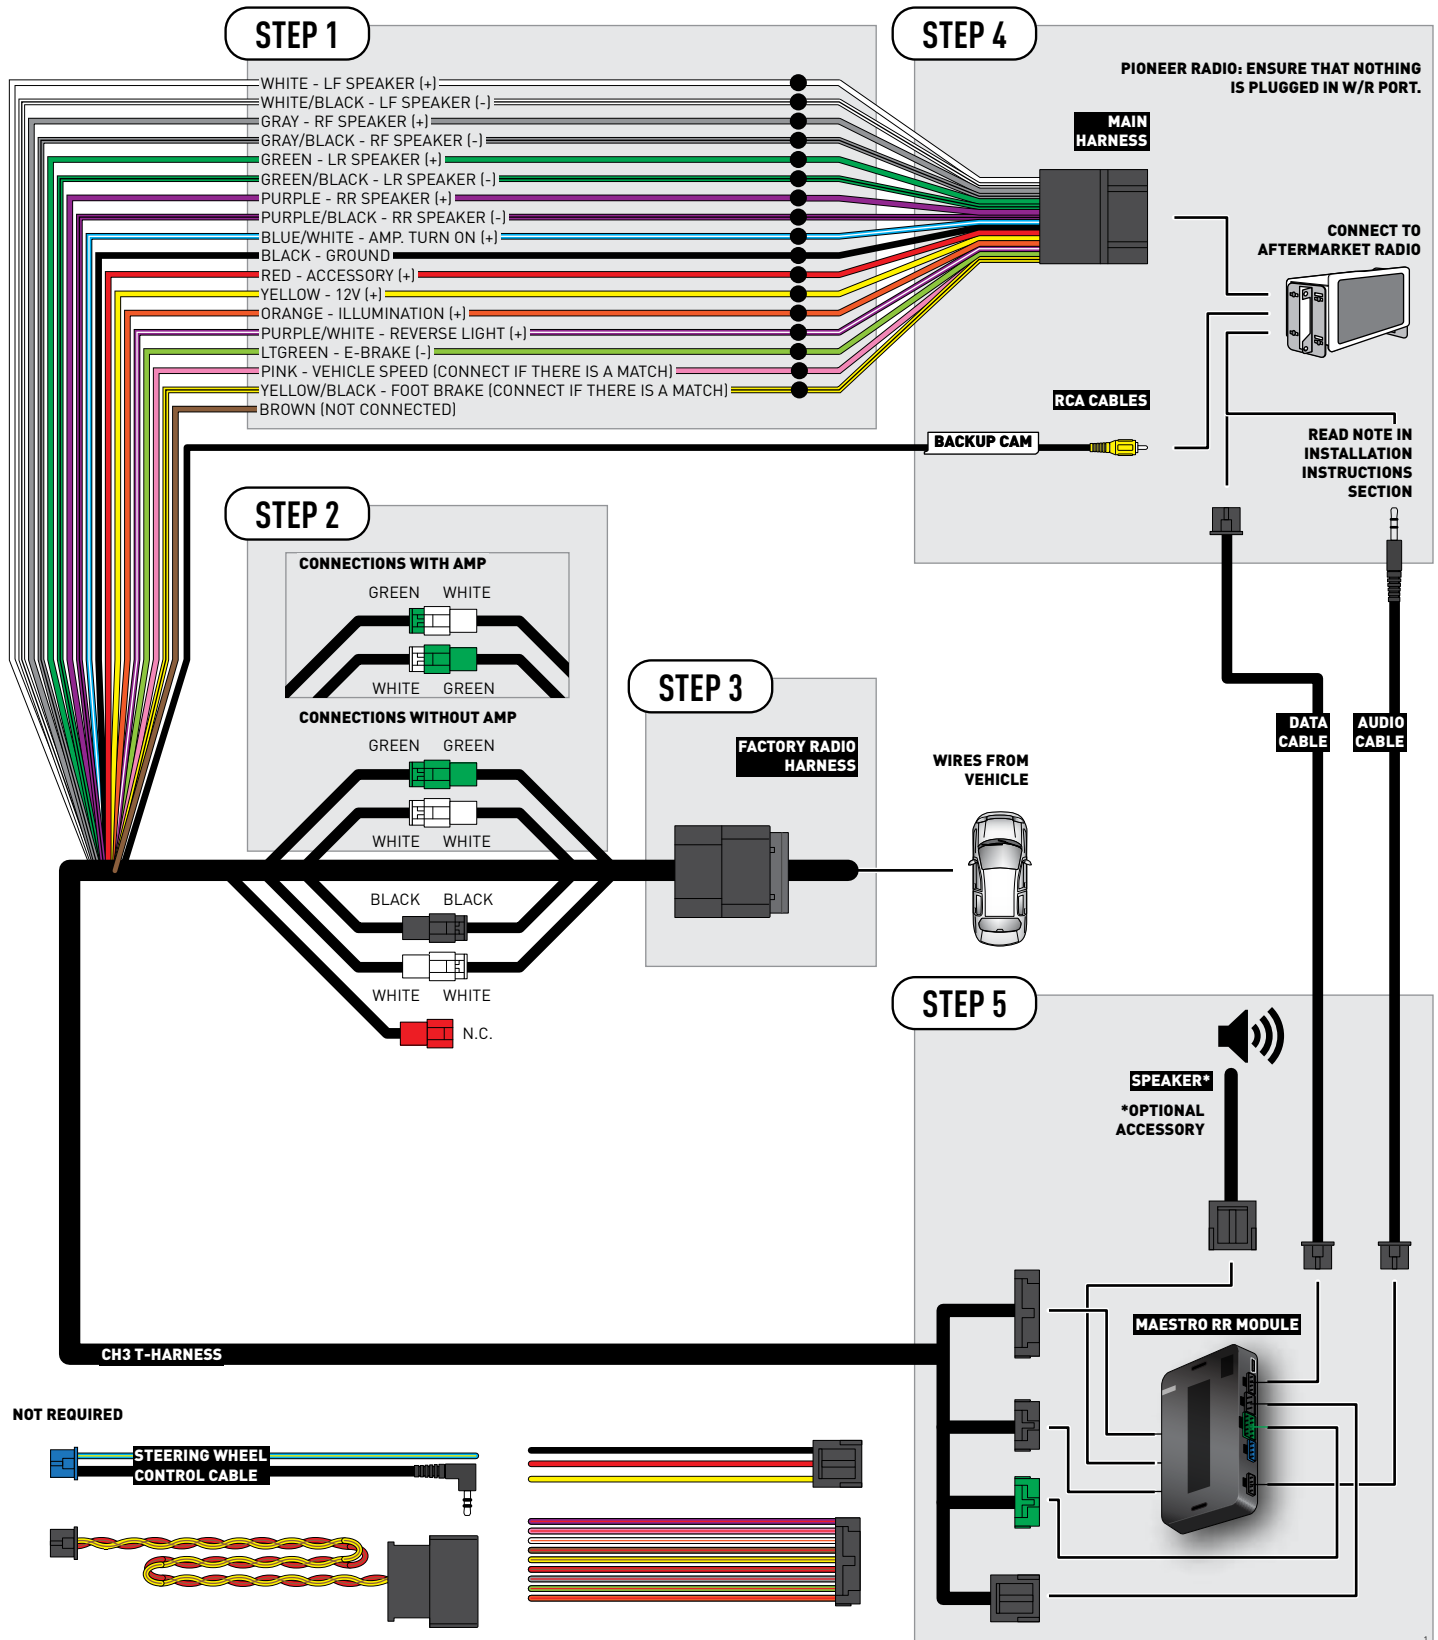 STEP 1
WHITE - LF SPEAKER (+)
WHITE/BLACK - LF SPEAKER (-)
GRAY - RF SPEAKER (+)
GRAY/BLACK - RF SPEAKER (-)
GREEN - LR SPEAKER (+)
GREEN/BLACK - LR SPEAKER (-)
PURPLE - RR SPEAKER (+)
PURPLE/BLACK - RR SPEAKER (-)
BLUE/WHITE - AMP. TURN ON (+)
BLACK - GROUND
RED - ACCESSORY (+)
YELLOW - 12V (+)
ORANGE - ILLUMINATION (+)
PURPLE/WHITE - REVERSE LIGHT (+)
LTGREEN - E-BRAKE (-)
PINK - VEHICLE SPEED (CONNECT IF THERE IS A MATCH)
YELLOW/BLACK - FOOT BRAKE (CONNECT IF THERE IS A MATCH)
BROWN (NOT CONNECTED)
STEP 4
PIONEER RADIO: ENSURE THAT NOTHING
IS PLUGGED IN W/R PORT.
MAIN
HARNESS
CONNECT TO
AFTERMARKET RADIO
RCA CABLES
BACKUP CAM
READ NOTE IN
INSTALLATION
INSTRUCTIONS
SECTION
STEP 2
CONNECTIONS WITH AMP
GREEN WHITE
WHITE GREEN
CONNECTIONS WITHOUT AMP
GREEN GREEN
WHITE WHITE
BLACK BLACK
WHITE WHITE
N.C.
STEP 3
FACTORY RADIO
HARNESS
WIRES FROM
VEHICLE
DATA
CABLE
AUDIO
CABLE
STEP 5
SPEAKER*
*OPTIONAL
ACCESSORY
MAESTRO RR MODULE
CH3 T-HARNESS
NOT REQUIRED
STEERING WHEEL
CONTROL CABLE
1